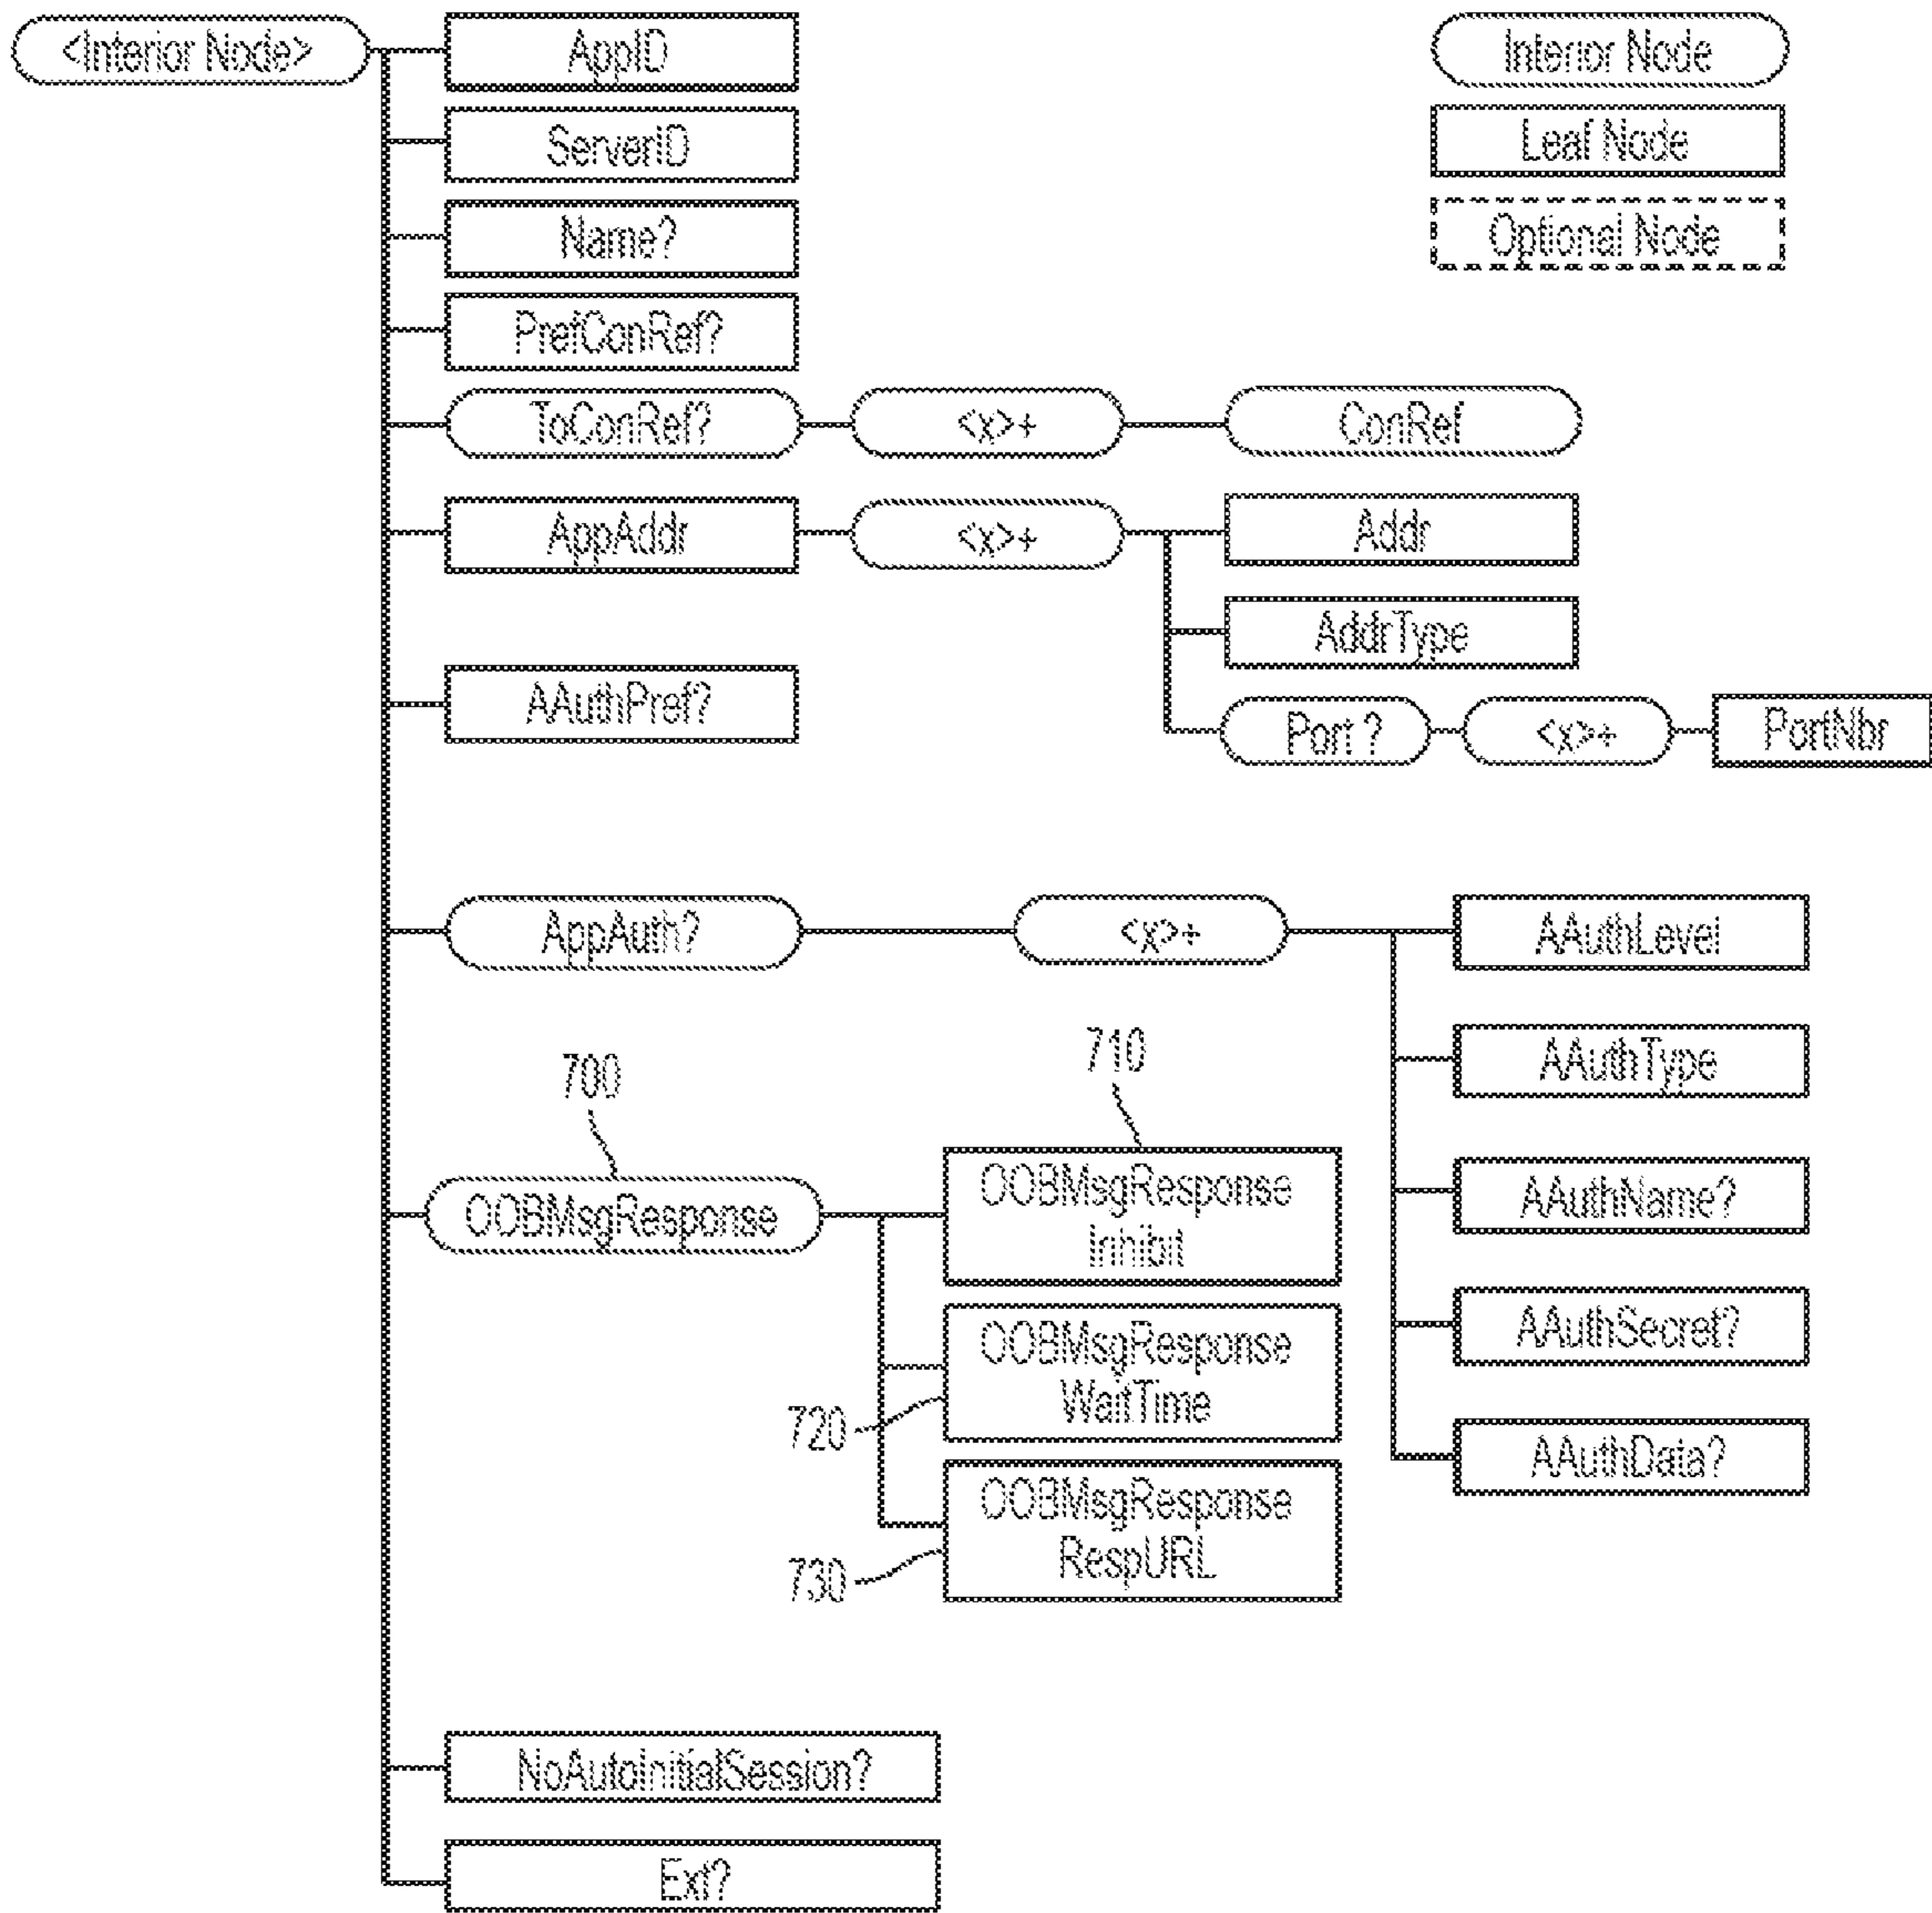 <Interior Node>
AppID
Interior Node
ServerID
Leaf Node
Name?
Optional Node
PrefConRef?
ToConRef?
<x>+
ConRef
AppAddr
<x>+
Addr
AddrType
AAuthPref?
Port ?
<x>+
PortNbr
AppAuth?
<x>+
AAuthLevel
AAuthType
AAuthName?
AAuthSecret?
AAuthData?
700
OOBMsgResponse
710
OOBMsgResponse
Inhibit
720
OOBMsgResponse
WaitTime
730
OOBMsgResponse
RespURL
NoAutoInitialSession?
Ext?